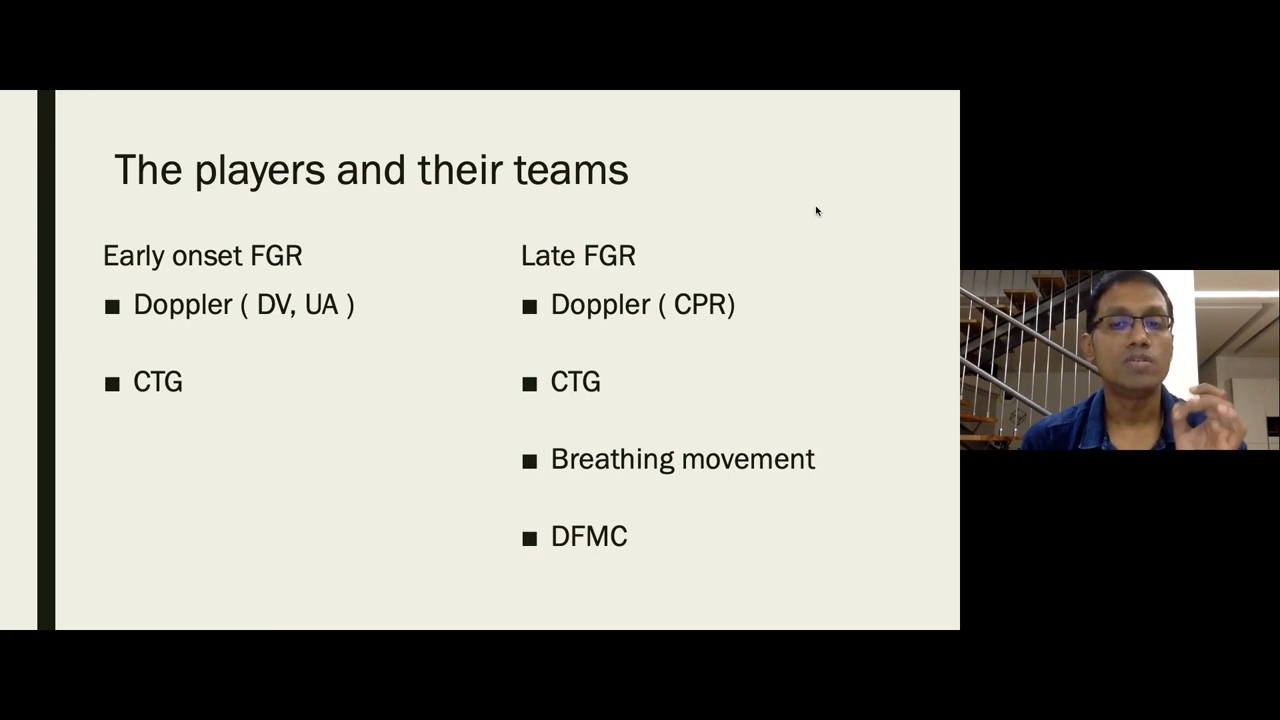 The players and their teams
Early onset FGR
■ Doppler ( DV, UA )
■ CTG
Late FGR
■ Doppler ( CPR)
■ CTG
■ Breathing movement
■ DFMC